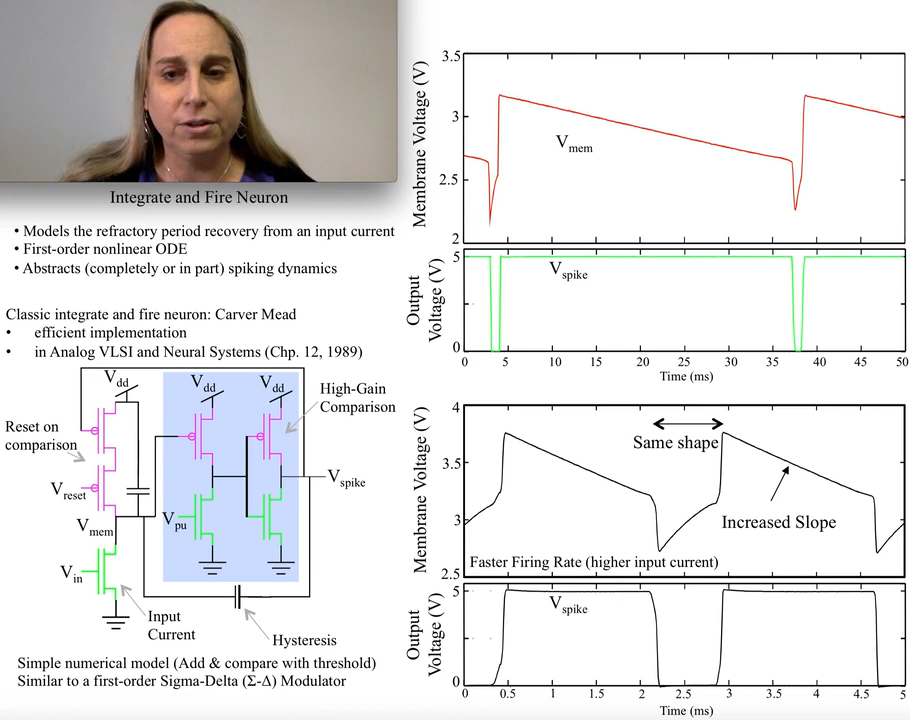 Integrate and Fire Neuron
• Models the refractory period recovery from an input current
• First-order nonlinear ODE
• Abstracts (completely or in part) spiking dynamics
Classic integrate and fire neuron: Carver Mead
• efficient implementation
• in Analog VLSI and Neural Systems (Chp. 12, 1989)
Vdd
Vdd
Vdd
High-Gain
Comparison
Reset on
comparison
Vreset
Vspike
Vmem
Vpu
Vin
Input
Current
Hysteresis
Simple numerical model (Add & compare with threshold)
Similar to a first-order Sigma-Delta (Σ-Δ) Modulator
Membrane Voltage (V)
3.5
3
2.5
2
Vmem
Output
Voltage (V)
5
0
Vspike
0 5 10 15 20 25 30 35 40 45 50
Time (ms)
Membrane Voltage (V)
4
3.5
3
2.5
Same shape
Increased Slope
Faster Firing Rate (higher input current)
Output
Voltage (V)
5
0
Vspike
0 0.5 1 1.5 2 2.5 3 3.5 4 4.5 5
Time (ms)